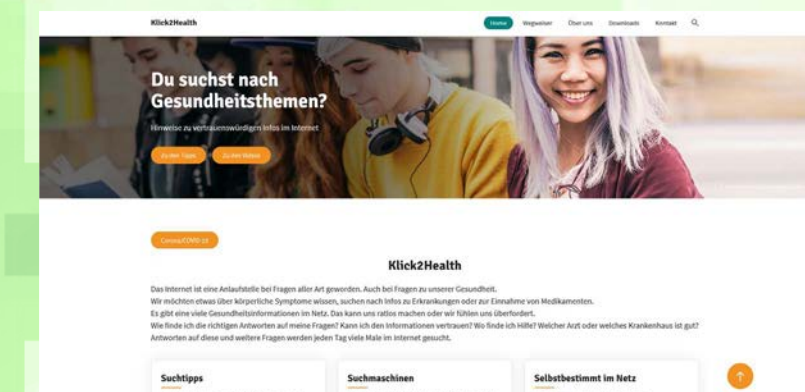 Klick2Health
Home Wegweiser Über uns Downloads Kontakt
Du suchst nach
Gesundheitsthemen?
Hinweise zu vertrauenswürdigen Infos im Internet
Zu den Tipps Zu den Videos
Corona/COVID-19
Klick2Health
Das Internet ist eine Anlaufstelle bei Fragen aller Art geworden. Auch bei Fragen zu unserer Gesundheit.
Wir möchten etwas über körperliche Symptome wissen, suchen nach Infos zu Erkrankungen oder zur Einnahme von Medikamenten.
Es gibt eine viele Gesundheitsinformationen im Netz. Das kann uns ratlos machen oder wir fühlen uns überfordert.
Wie finde ich die richtigen Antworten auf meine Fragen? Kann ich den Informationen vertrauen? Wo finde ich Hilfe? Welcher Arzt oder welches Krankenhaus ist gut?
Antworten auf diese und weitere Fragen werden jeden Tag viele Male im Internet gesucht.
Suchtipps Suchmaschinen Selbstbestimmt im Netz